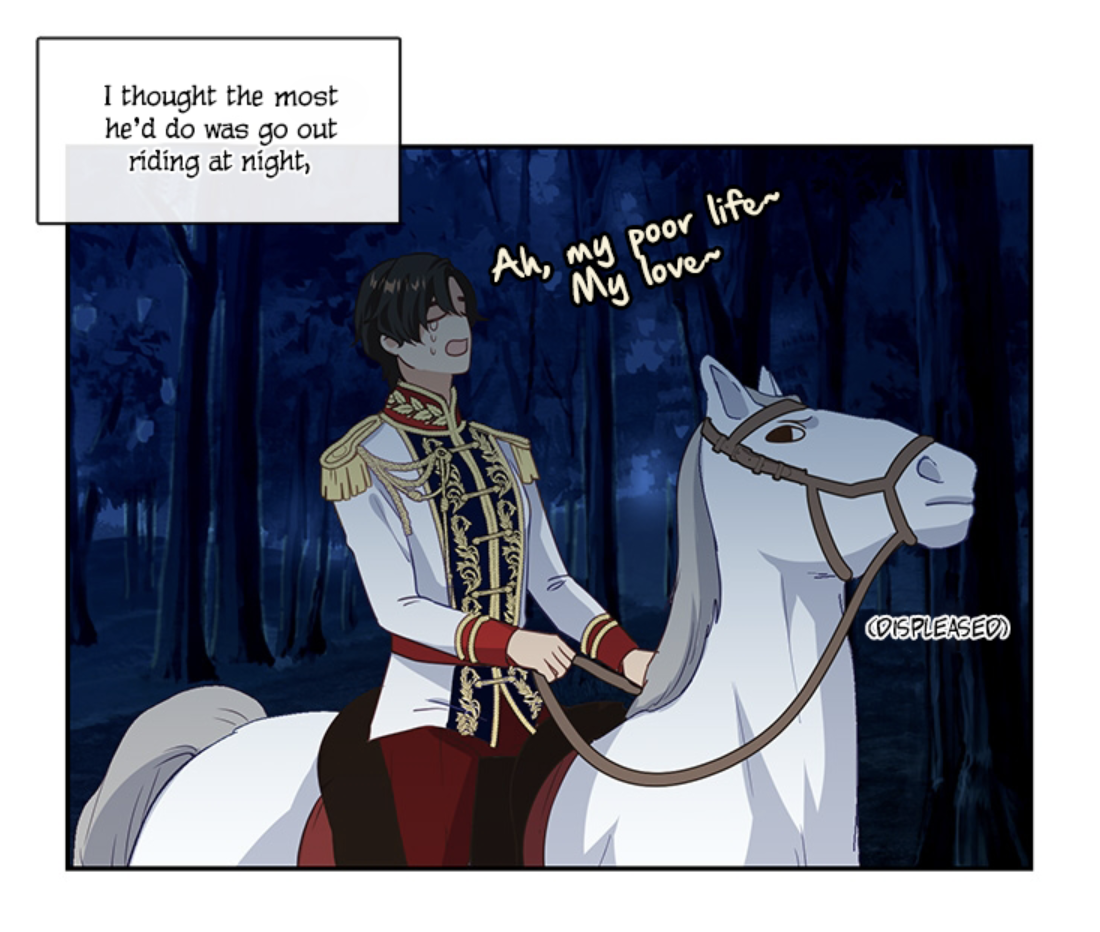 I thought the most
he'd do was go out
riding at night,
Ah, my poor life~
My love~
(DISPLEASED)